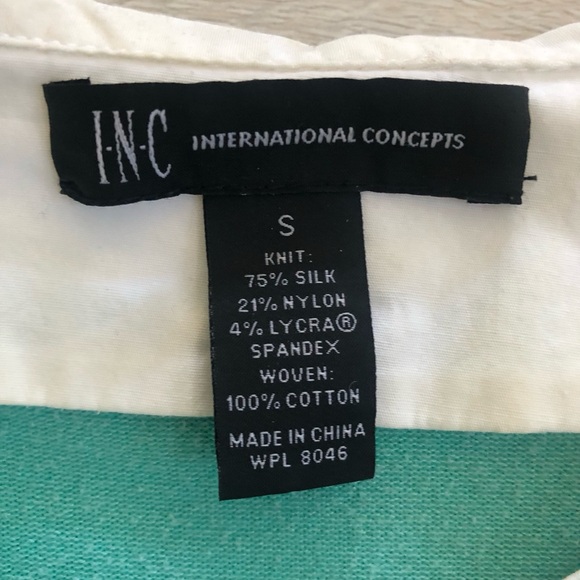 I·N·C INTERNATIONAL CONCEPTS
S
KNIT:
75% SILK
21% NYLON
4% LYCRA®
SPANDEX
WOVEN:
100% COTTON
MADE IN CHINA
WPL 8046